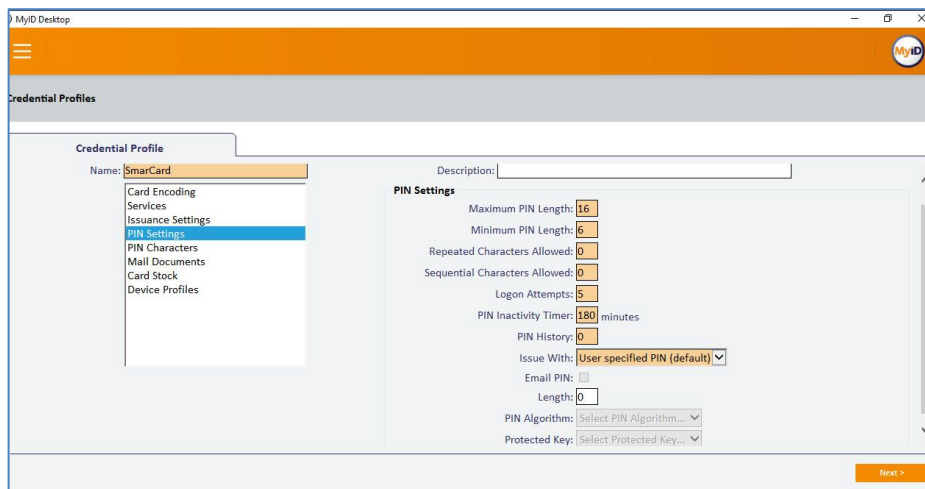 MyID Desktop
MyID
Credential Profiles
Credential Profile
Name: SmarCard
Description:
Card Encoding
Services
Issuance Settings
PIN Settings
PIN Characters
Mail Documents
Card Stock
Device Profiles
PIN Settings
Maximum PIN Length: 16
Minimum PIN Length: 6
Repeated Characters Allowed: 0
Sequential Characters Allowed: 0
Logon Attempts: 5
PIN Inactivity Timer: 180 minutes
PIN History: 0
Issue With: User specified PIN (default)
Email PIN:
Length: 0
PIN Algorithm: Select PIN Algorithm...
Protected Key: Select Protected Key...
Next >